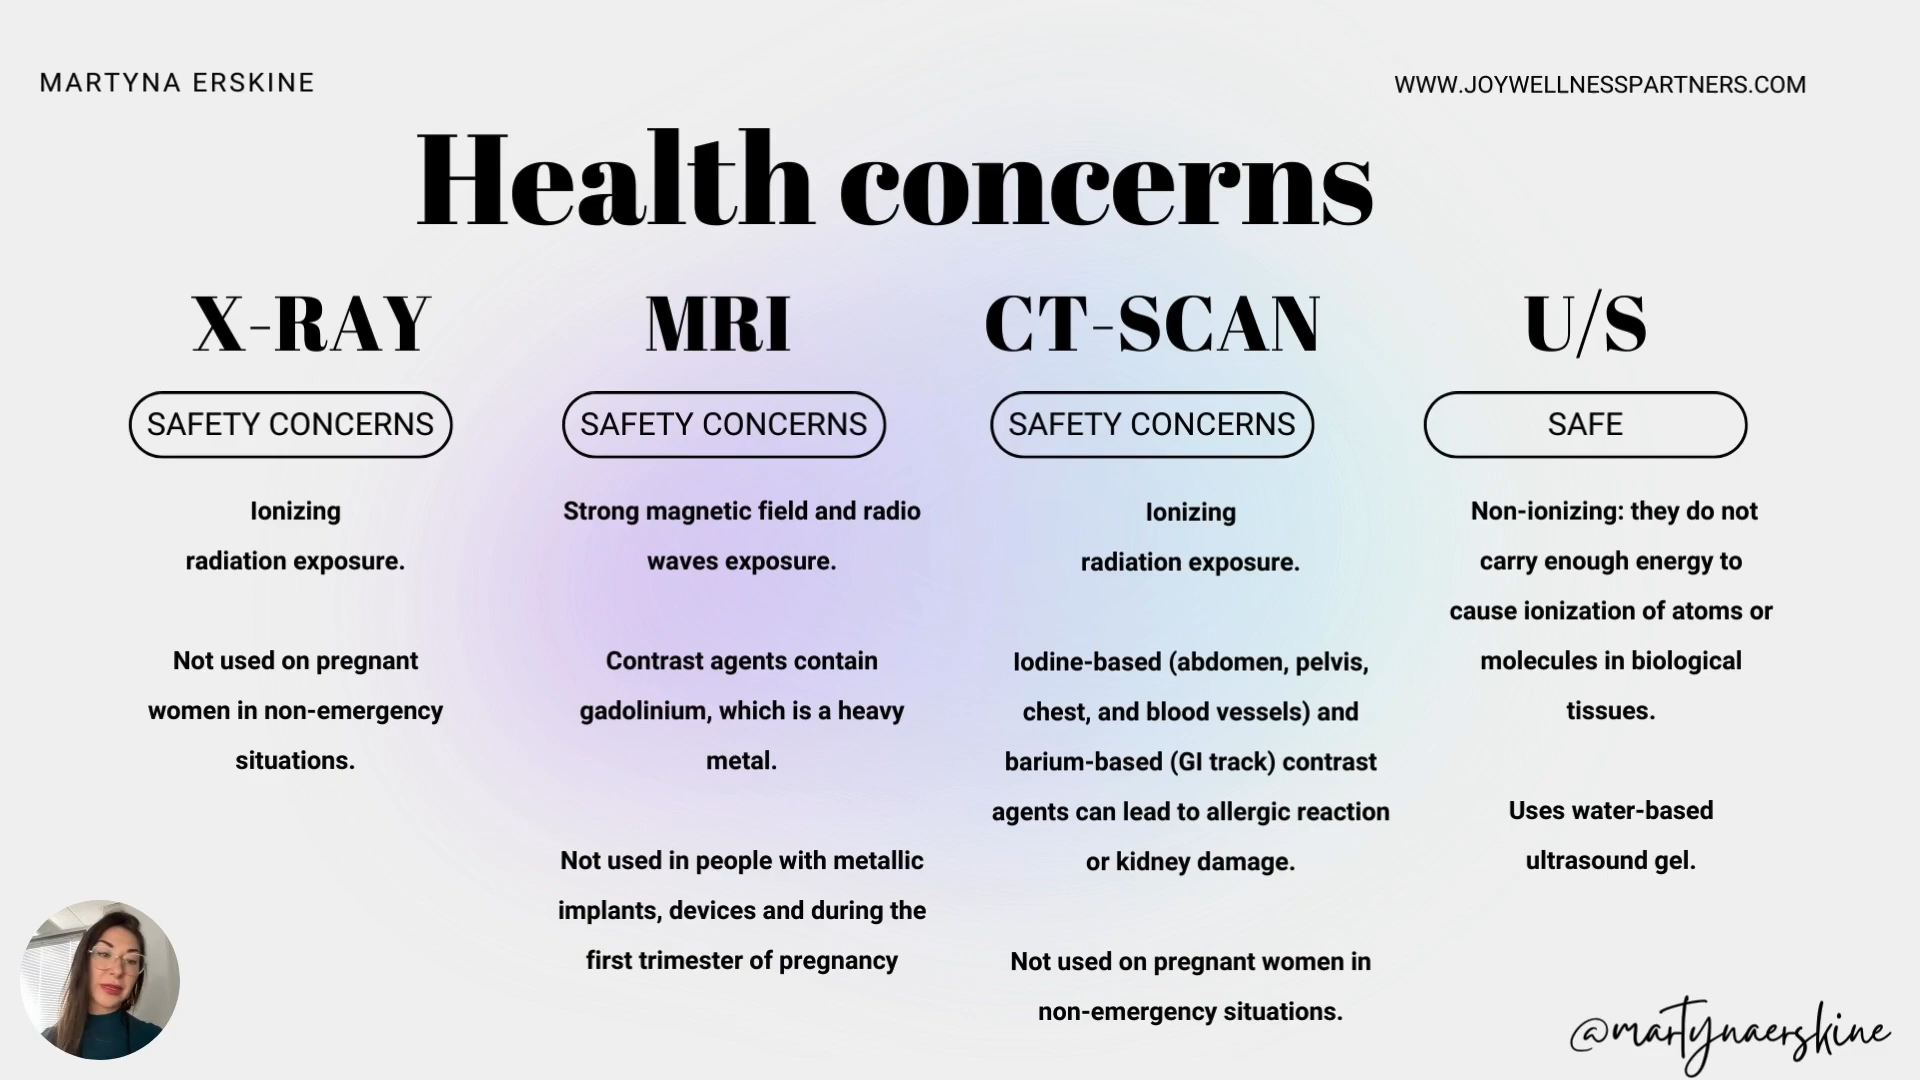 MARTYNA ERSKINE
WWW.JOYWELLNESSPARTNERS.COM
Health concerns
X-RAY
SAFETY CONCERNS
Ionizing
radiation exposure.
Not used on pregnant
women in non-emergency
situations.
MRI
SAFETY CONCERNS
Strong magnetic field and radio
waves exposure.
Contrast agents contain
gadolinium, which is a heavy
metal.
Not used in people with metallic
implants, devices and during the
first trimester of pregnancy
CT-SCAN
SAFETY CONCERNS
Ionizing
radiation exposure.
Iodine-based (abdomen, pelvis,
chest, and blood vessels) and
barium-based (GI track) contrast
agents can lead to allergic reaction
or kidney damage.
Not used on pregnant women in
non-emergency situations.
U/S
SAFE
Non-ionizing: they do not
carry enough energy to
cause ionization of atoms or
molecules in biological
tissues.
Uses water-based
ultrasound gel.
@martynaerskine